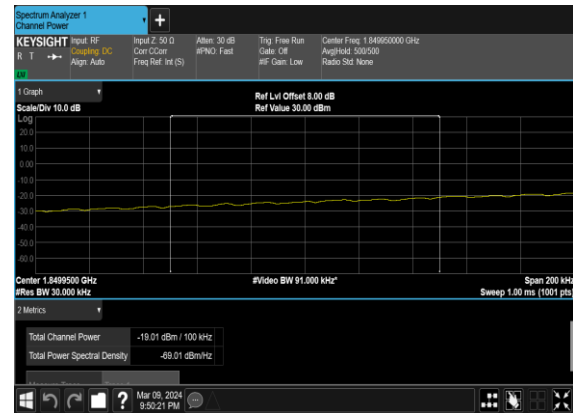 Spectrum Analyzer 1
Channel Power
KEYSIGHT
R T
LXI
Input: RF
Coupling: DC
Align: Auto
Input Z: 50 Ω
Corr CCorr
Freq Ref: Int (S)
Atten: 30 dB
#PNO: Fast
Trig: Free Run
Gate: Off
#IF Gain: Low
Center Freq: 1.849950000 GHz
Avg|Hold: 500/500
Radio Std: None
1 Graph
Scale/Div 10.0 dB
Ref Lvl Offset 8.00 dB
Ref Value 30.00 dBm
Log
20.0
10.0
0.00
-10.0
-20.0
-30.0
-40.0
-50.0
-60.0
Center 1.8499500 GHz
#Res BW 30.000 kHz
#Video BW 91.000 kHz*
Span 200 kHz
Sweep 1.00 ms (1001 pts)
2 Metrics
Total Channel Power -19.01 dBm / 100 kHz
Total Power Spectral Density -69.01 dBm/Hz
Mar 09, 2024
9:50:21 PM